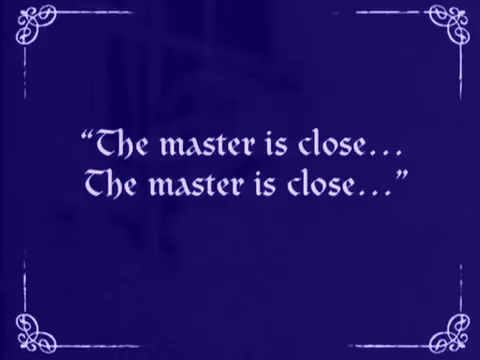 “The master is close...
The master is close...”